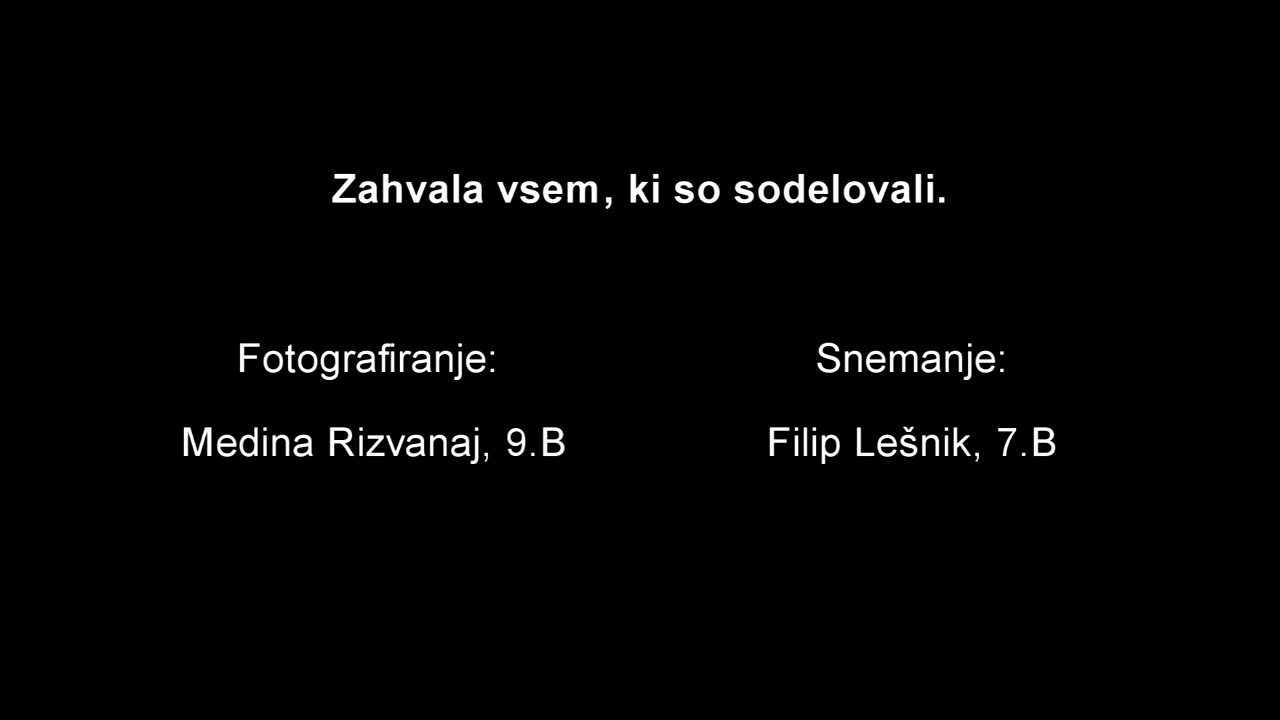 Zahvala vsem, ki so sodelovali.
Fotografiranje:
Medina Rizvanaj, 9.B
Snemanje:
Filip Lešnik, 7.B